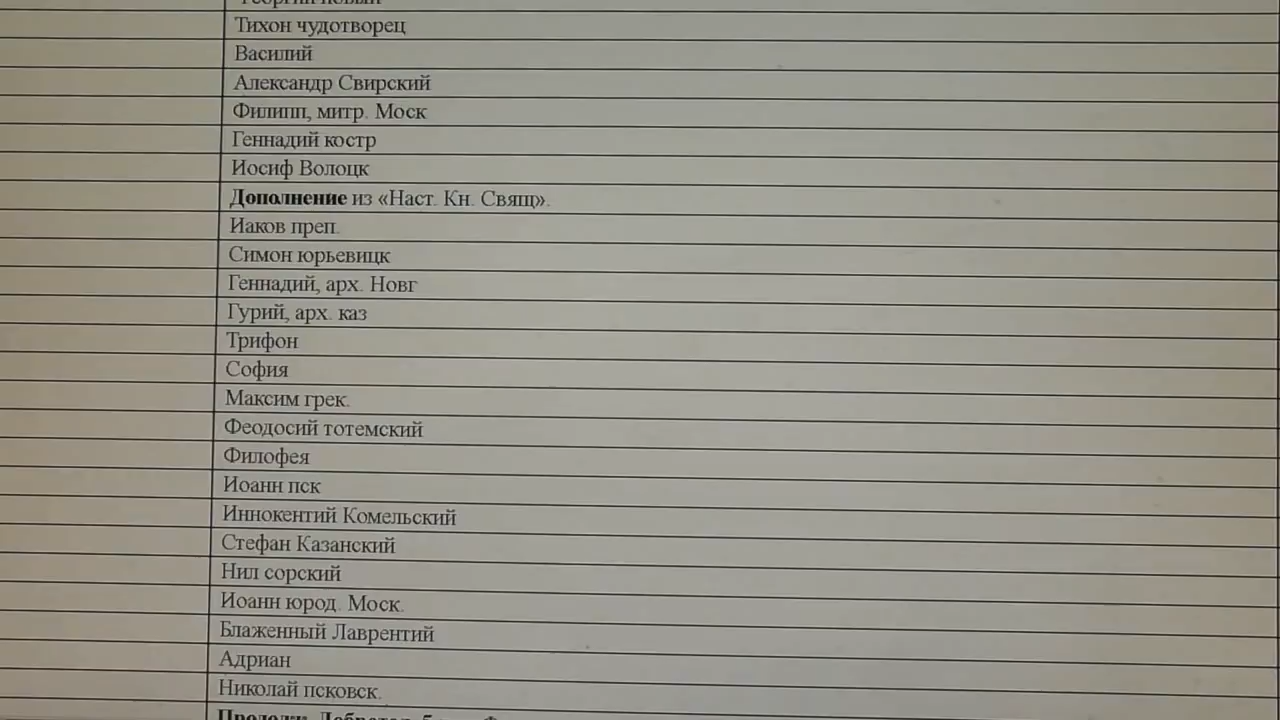 Тихон чудотворец
Василий
Александр Свирский
Филипп, митр. Моск
Геннадий костр
Иосиф Волоцк
Дополнение из «Наст. Кн. Свящ».
Иаков преп.
Симон юрьевицк
Геннадий, арх. Новг
Гурий, арх. каз
Трифон
София
Максим грек.
Феодосий тотемский
Филофея
Иоанн пск
Иннокентий Комельский
Стефан Казанский
Нил сорский
Иоанн юрод. Моск.
Блаженный Лаврентий
Адриан
Николай псковск.